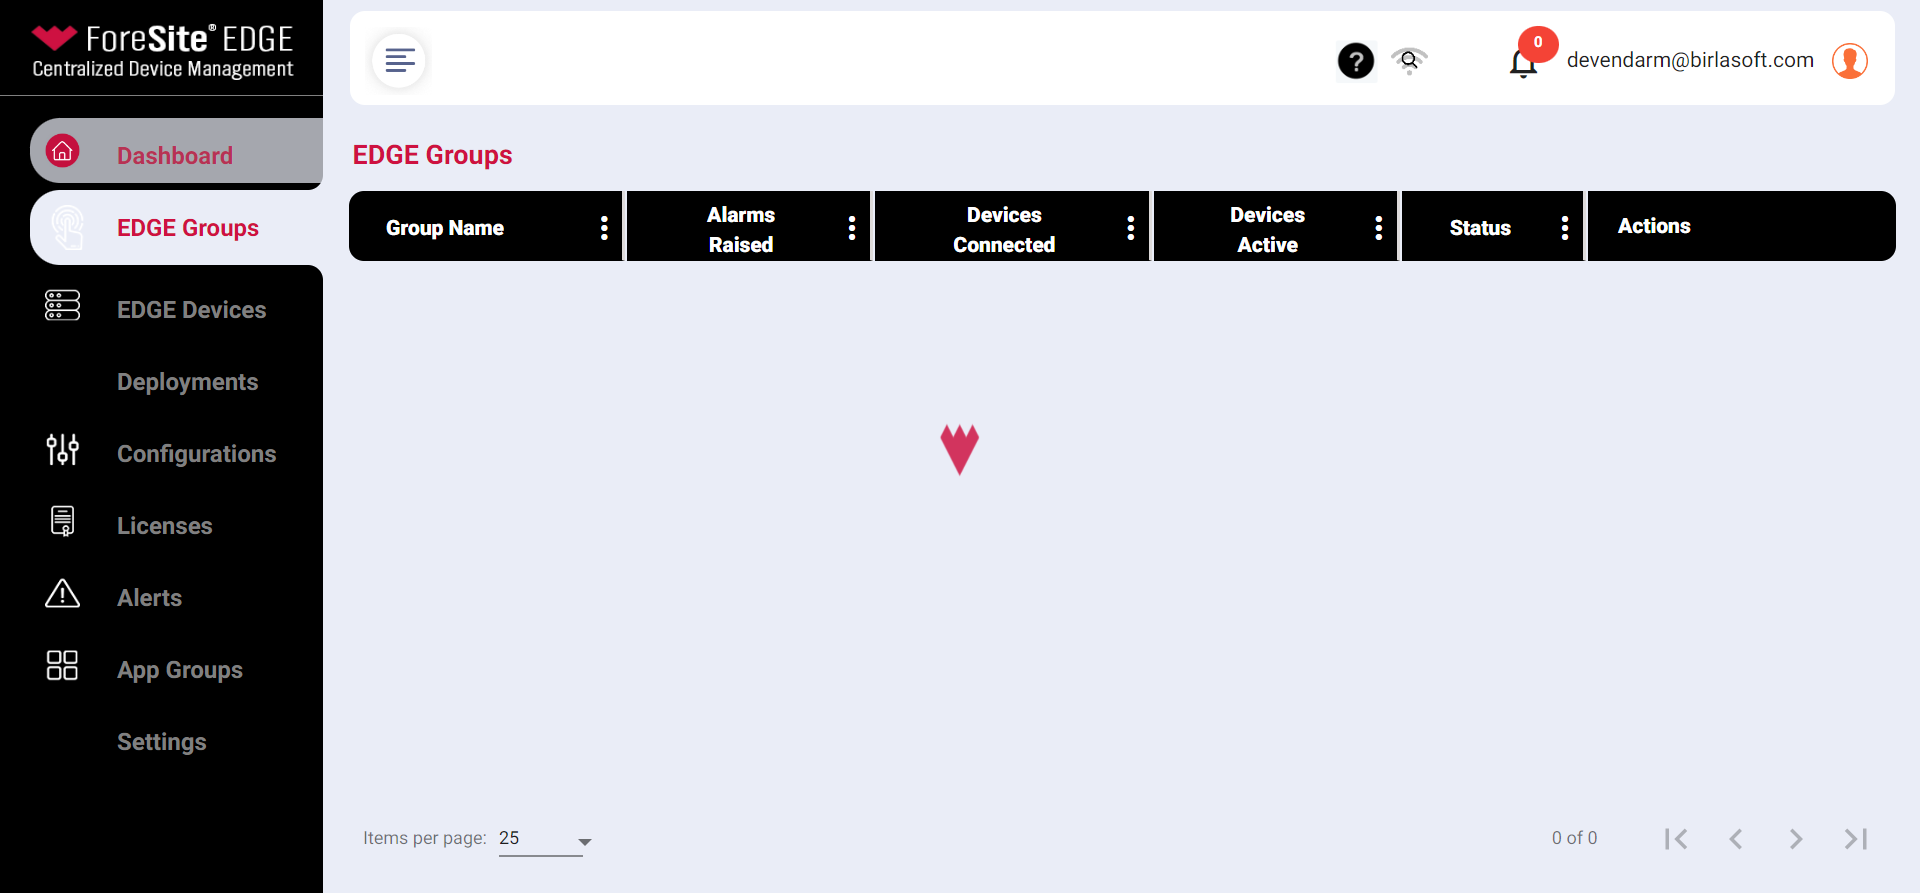 ForeSite® EDGE
Centralized Device Management
?
0
devendarm@birlasoft.com
Dashboard
EDGE Groups
EDGE Devices
Deployments
Configurations
Licenses
Alerts
App Groups
Settings
EDGE Groups
Group Name
Alarms
Raised
Devices
Connected
Devices
Active
Status
Actions
Items per page: 25
0 of 0